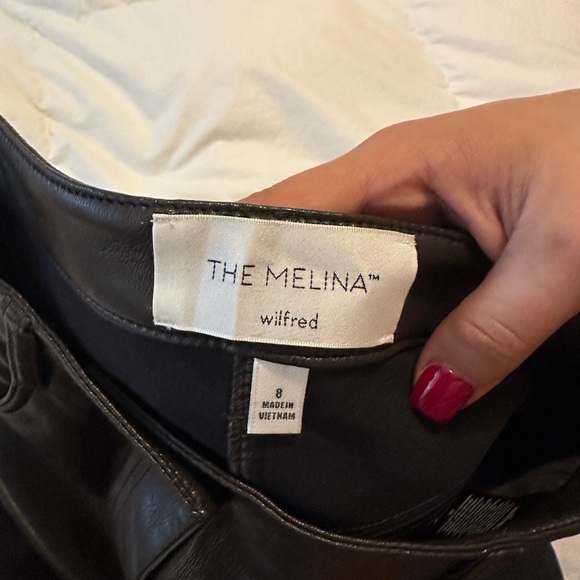 THE MELINA™
wilfred
8
MADE IN
VIETNAM